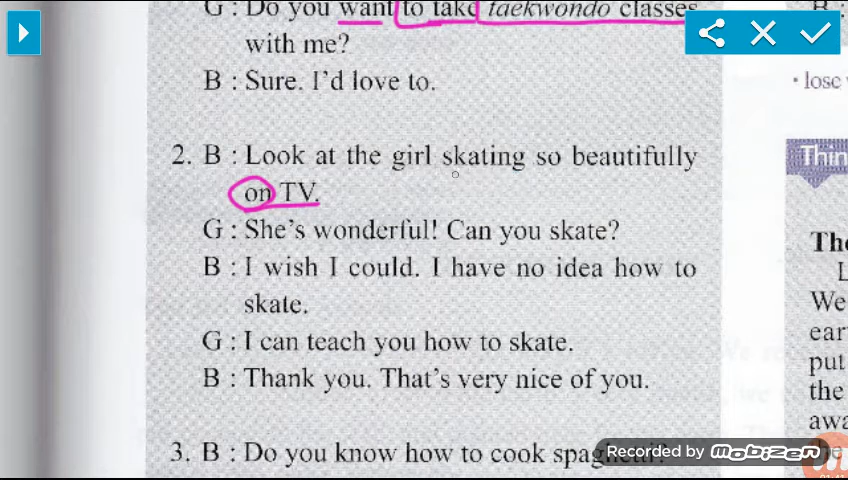 G : Do you want to take taekwondo classes
with me?
B : Sure. I'd love to.
2. B : Look at the girl skating so beautifully
on TV.
G : She's wonderful! Can you skate?
B : I wish I could. I have no idea how to
skate.
G : I can teach you how to skate.
B : Thank you. That's very nice of you.
3. B : Do you know how to cook spaghetti?
B :
• lose
Thin
The
L
We
ear
put
the
awa
Recorded by mobizen